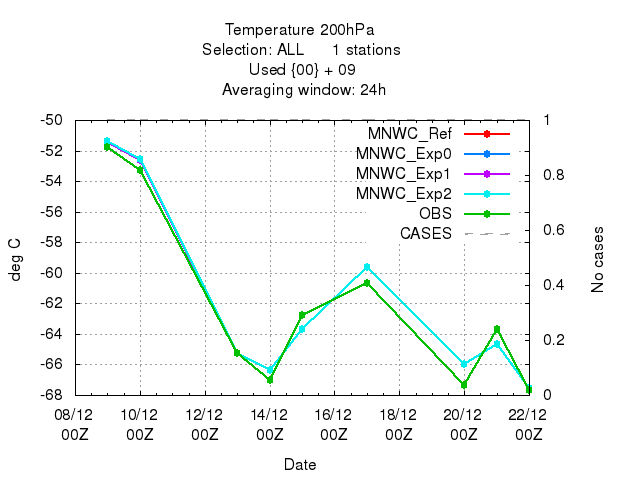 Temperature 200hPa
Selection: ALL 1 stations
Used {00} + 09
Averaging window: 24h
-50 1
MNWC_Ref
-52
MNWC_Exp0
MNWC_Exp1
-54 0.8
MNWC_Exp2
-56
OBS
CASES
-58 0.6
deg C
No cases
-60
-62 0.4
-64
0.2
-66
-68 0
08/12 10/12 12/12 14/12 16/12 18/12 20/12 22/12
00Z 00Z 00Z 00Z 00Z 00Z 00Z 00Z
Date